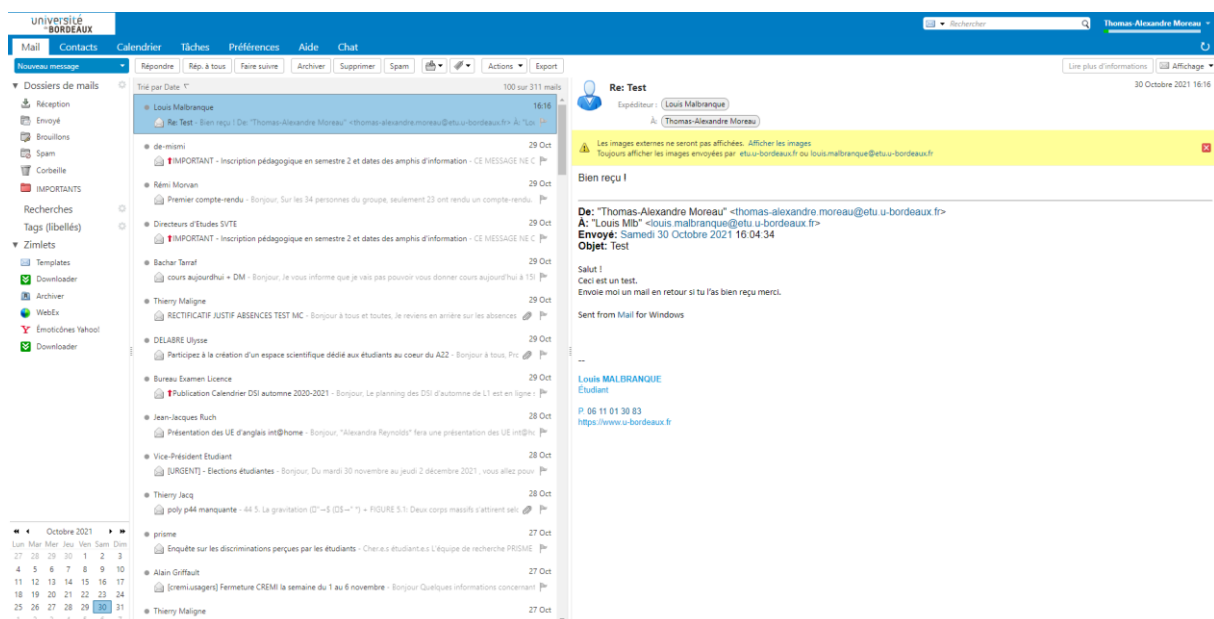 université
de BORDEAUX
Rechercher
Thomas-Alexandre Moreau
Mail Contacts Calendrier Tâches Préférences Aide Chat
Nouveau message
Répondre Rép. à tous Faire suivre Archiver Supprimer Spam Actions Export
Lire plus d'informations Affichage
Dossiers de mails
Réception
Envoyé
Brouillons
Spam
Corbeille
IMPORTANTS
Recherches
Tags (libellés)
Zimlets
Templates
Downloader
Archiver
WebEx
Émoticônes Yahoo!
Downloader
Octobre 2021
Lun Mar Mer Jeu Ven Sam Dim
27 28 29 30 1 2 3
4 5 6 7 8 9 10
11 12 13 14 15 16 17
18 19 20 21 22 23 24
25 26 27 28 29 30 31
Trié par Date 100 sur 311 mails
Louis Malbranque 16:16
Re: Test - Bien reçu ! De: "Thomas-Alexandre Moreau" <thomas-alexandre.moreau@etu.u-bordeaux.fr> À: "Lou
de-mismi 29 Oct
IMPORTANT - Inscription pédagogique en semestre 2 et dates des amphis d'information - CE MESSAGE NE C
Rémi Morvan 29 Oct
Premier compte-rendu - Bonjour, Sur les 34 personnes du groupe, seulement 23 ont rendu un compte-rendu.
Directeurs d'Etudes SVTE 29 Oct
IMPORTANT - Inscription pédagogique en semestre 2 et dates des amphis d'information - CE MESSAGE NE C
Bachar Tarraf 29 Oct
cours aujourdhui + DM - Bonjour, Je vous informe que je vais pas pouvoir vous donner cours aujourd'hui à 15
Thierry Maligne 29 Oct
RECTIFICATIF JUSTIF ABSENCES TEST MC - Bonjour à tous et toutes, Je reviens en arrière sur les absences
DELABRE Ulysse 29 Oct
Participez à la création d'un espace scientifique dédié aux étudiants au coeur du A22 - Bonjour à tous,
Bureau Examen Licence 29 Oct
Publication Calendrier DSI automne 2020-2021 - Bonjour, Le planning des DSI d'automne de L1 est en ligne
Jean-Jacques Ruch 28 Oct
Présentation des UE d'anglais int@home - Bonjour, "Alexandra Reynolds" fera une présentation des UE int@hc
Vice-Président Etudiant 28 Oct
[URGENT] - Elections étudiantes - Bonjour, Du mardi 30 novembre au jeudi 2 décembre 2021 , vous allez pouv
Thierry Jacq 28 Oct
poly p44 manquante - 44 5. La gravitation FIGURE 5.1: Deux corps massifs s'attirent
prisme 27 Oct
Enquête sur les discriminations perçues par les étudiants - Cher.e.s étudiant.e.s L'équipe de recherche PRISME
Alain Griffault 27 Oct
[cremi.usagers] Fermeture CREMI la semaine du 1 au 6 novembre - Bonjour Quelques informations concernant
Thierry Maligne 27 Oct
Re: Test 30 Octobre 2021 16:16
Expéditeur : Louis Malbranque
À: Thomas-Alexandre Moreau
Les images externes ne seront pas affichées. Afficher les images
Toujours afficher les images envoyées par etu.u-bordeaux.fr ou louis.malbranque@etu.u-bordeaux.fr
Bien reçu !
De: "Thomas-Alexandre Moreau" <thomas-alexandre.moreau@etu.u-bordeaux.fr>
À: "Louis Mlb" <louis.malbranque@etu.u-bordeaux.fr>
Envoyé: Samedi 30 Octobre 2021 16:04:34
Objet: Test
Salut !
Ceci est un test.
Envoie moi un mail en retour si tu l'as bien reçu merci.
Sent from Mail for Windows
--
Louis MALBRANQUE
Étudiant
P. 06 11 01 30 83
https://www.u-bordeaux.fr